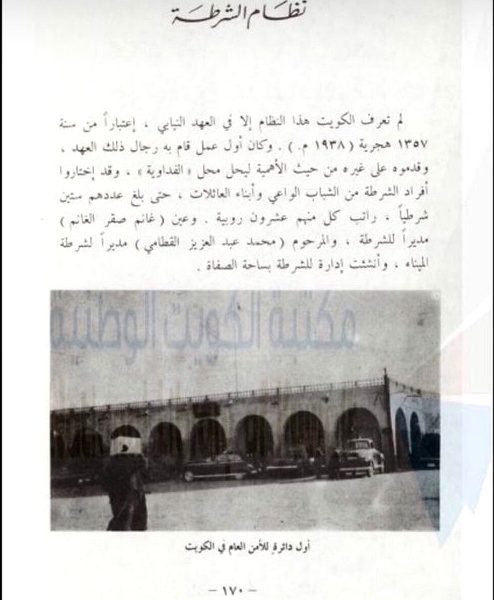 نظام الشرطة
لم تعرف الكويت هذا النظام إلا في العهد النيابي ، إعتباراً من سنة
١٣٥٧ هجرية ( ١٩٣٨ م . ) . وكان أول عمل قام به رجال ذلك العهد ،
وقدموه على غيره من حيث الأهمية ليحل محل « الفداوية » ، وقد إختاروا
أفراد الشرطة من الشباب الواعي وأبناء العائلات ، حتى بلغ عددهم ستين
شرطياً ، راتب كل منهم عشرون روبية . وعين ( غانم صقر الغانم )
مديراً للشرطة ، والمرحوم ( محمد عبد العزيز القطامي ) مديراً لشرطة
الميناء ، وأنشئت إدارة للشرطة بساحة الصفاة .
مكتبة الكويت الوطنية
أول دائرة للأمن العام في الكويت
– ١٧٠ –